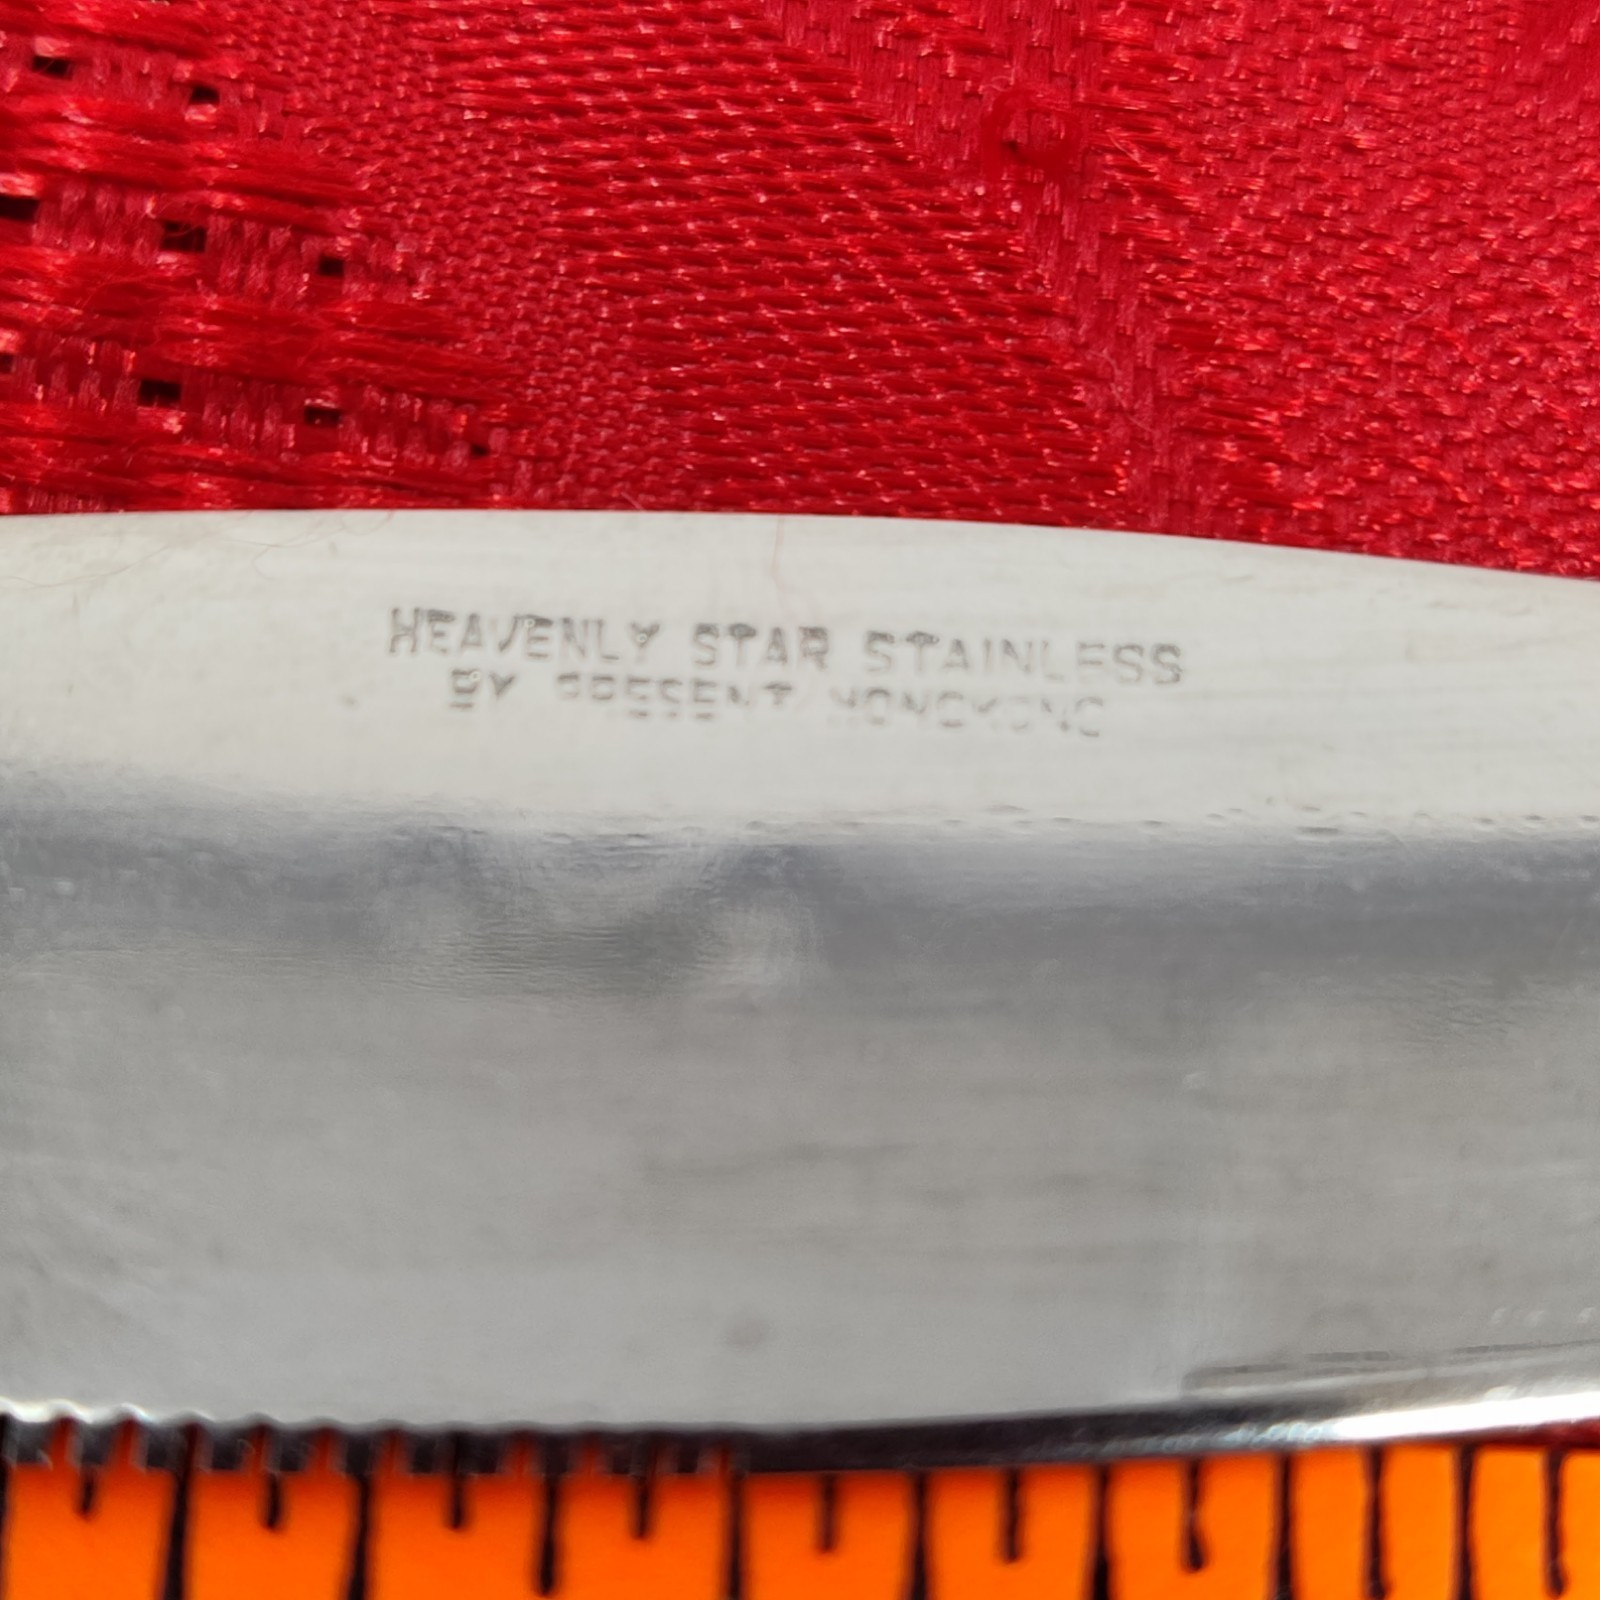 HEAVENLY STAR STAINLESS
BY PRESENT HONGKONG